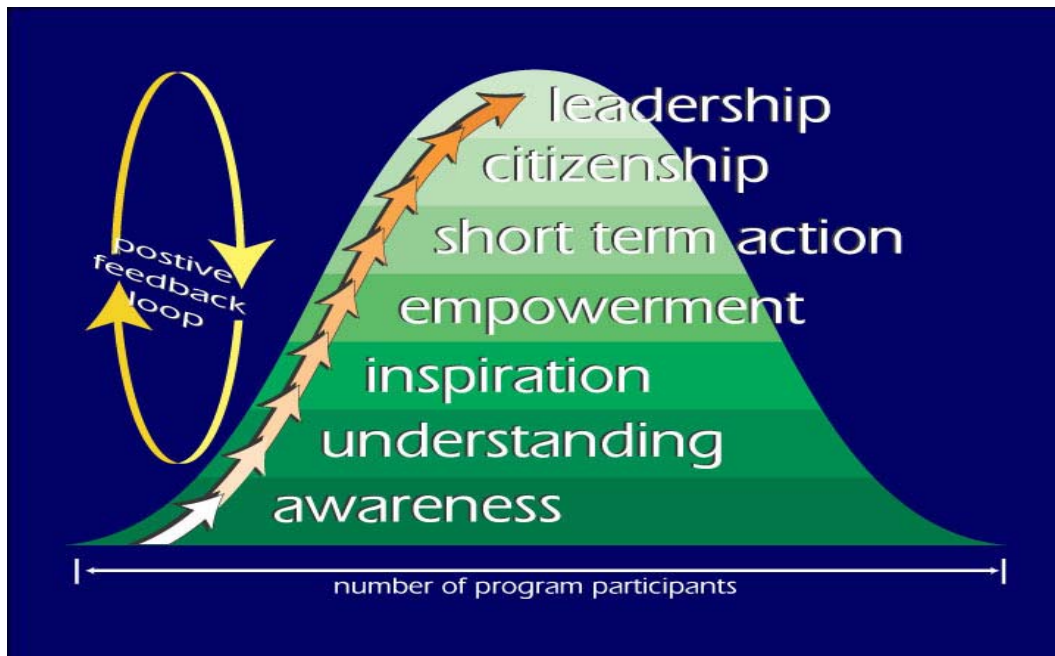 leadership
citizenship
short term action
empowerment
inspiration
understanding
awareness
postive
feedback
loop
number of program participants